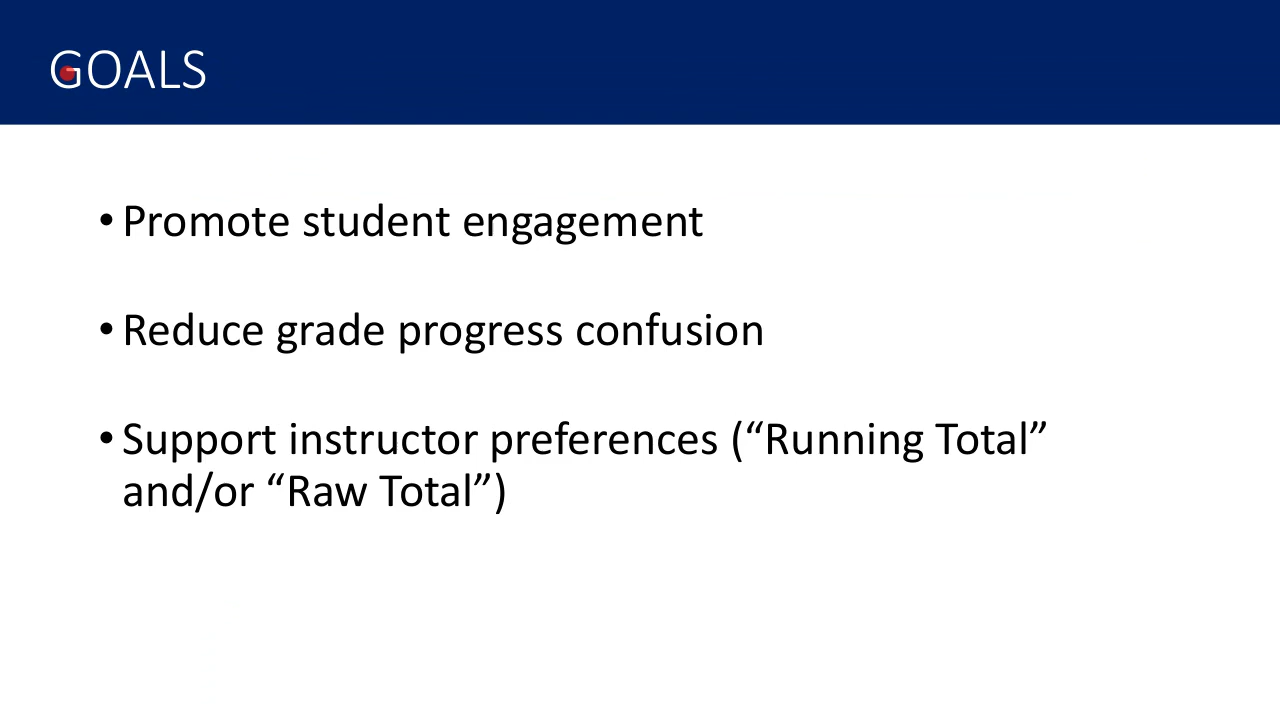 GOALS
• Promote student engagement
• Reduce grade progress confusion
• Support instructor preferences (“Running Total”
and/or “Raw Total”)